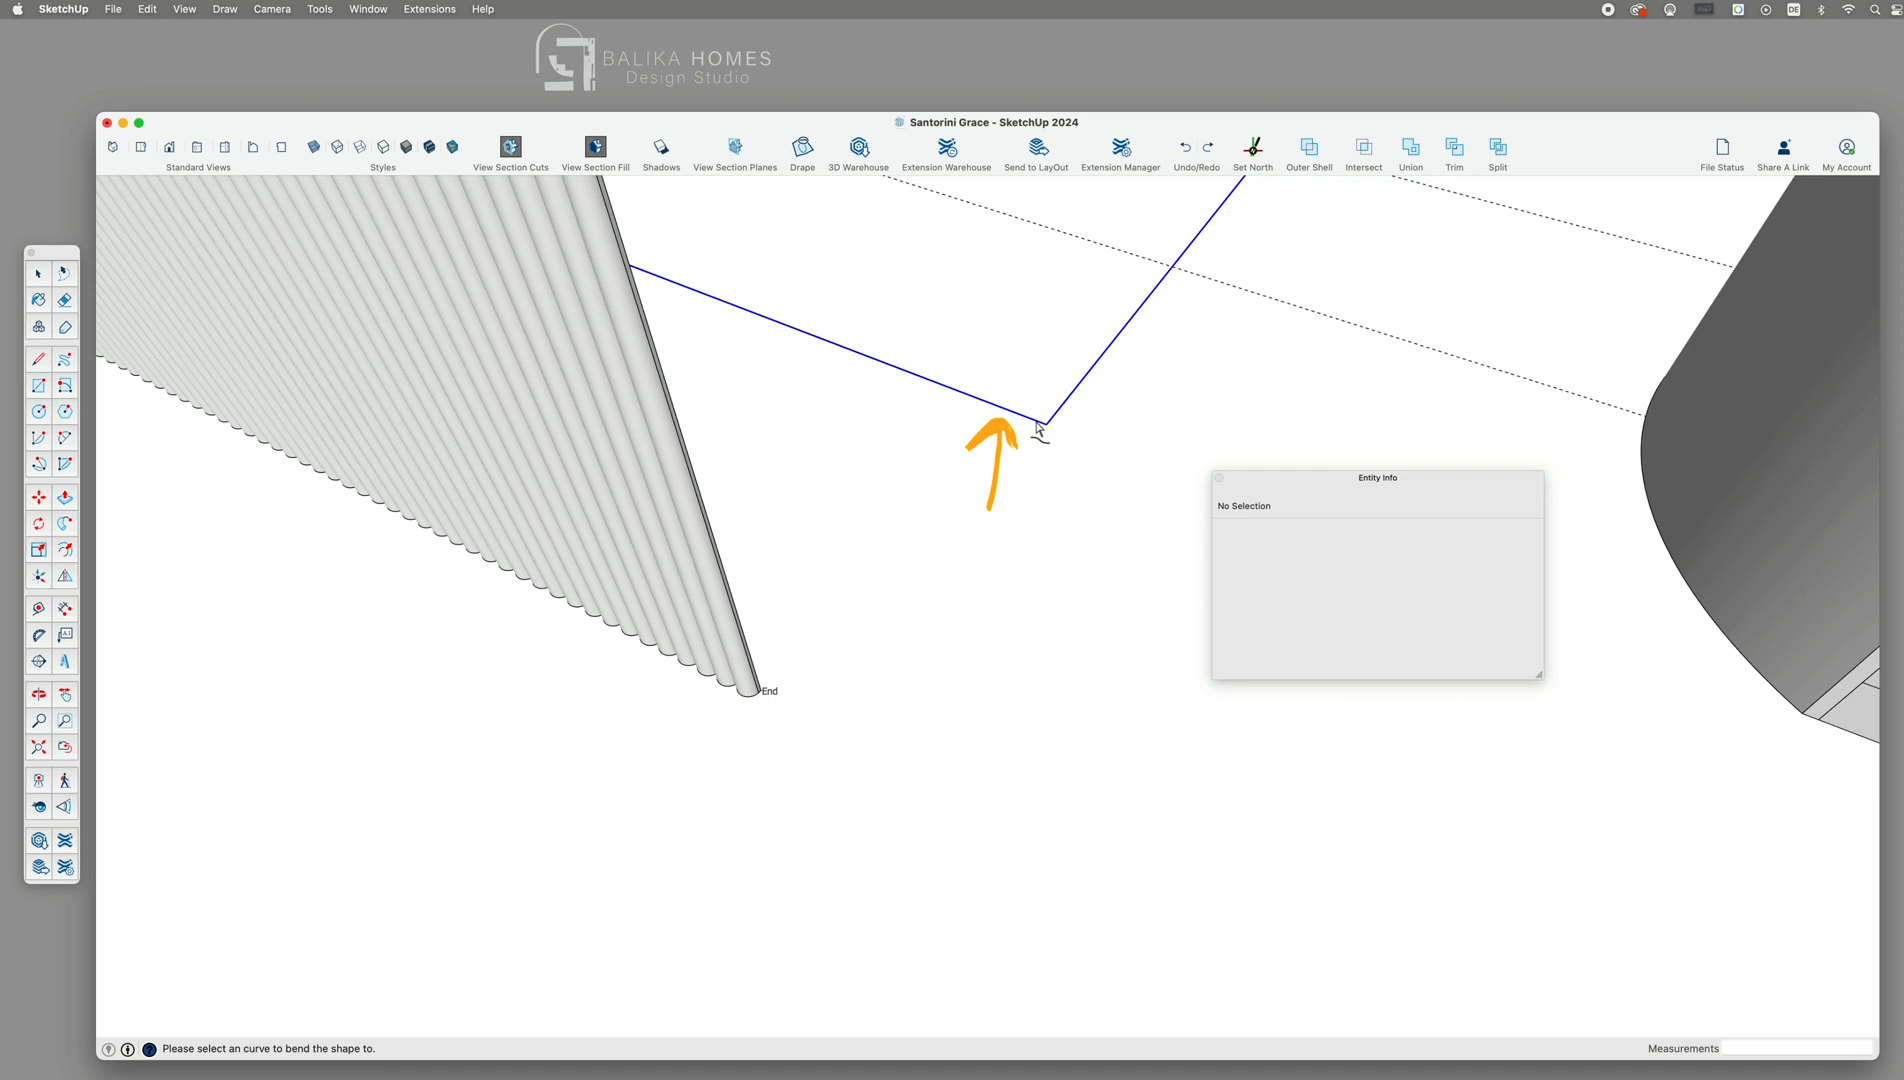 SketchUp File Edit View Draw Camera Tools Window Extensions Help
DE
BALIKA HOMES
Design Studio
Santorini Grace - SketchUp 2024
Standard Views Styles View Section Cuts View Section Fill Shadows View Section Planes Drape 3D Warehouse Extension Warehouse Send to LayOut Extension Manager Undo/Redo Set North Outer Shell Intersect Union Trim Split File Status Share A Link My Account
Entity Info
No Selection
End
Please select an curve to bend the shape to.
Measurements